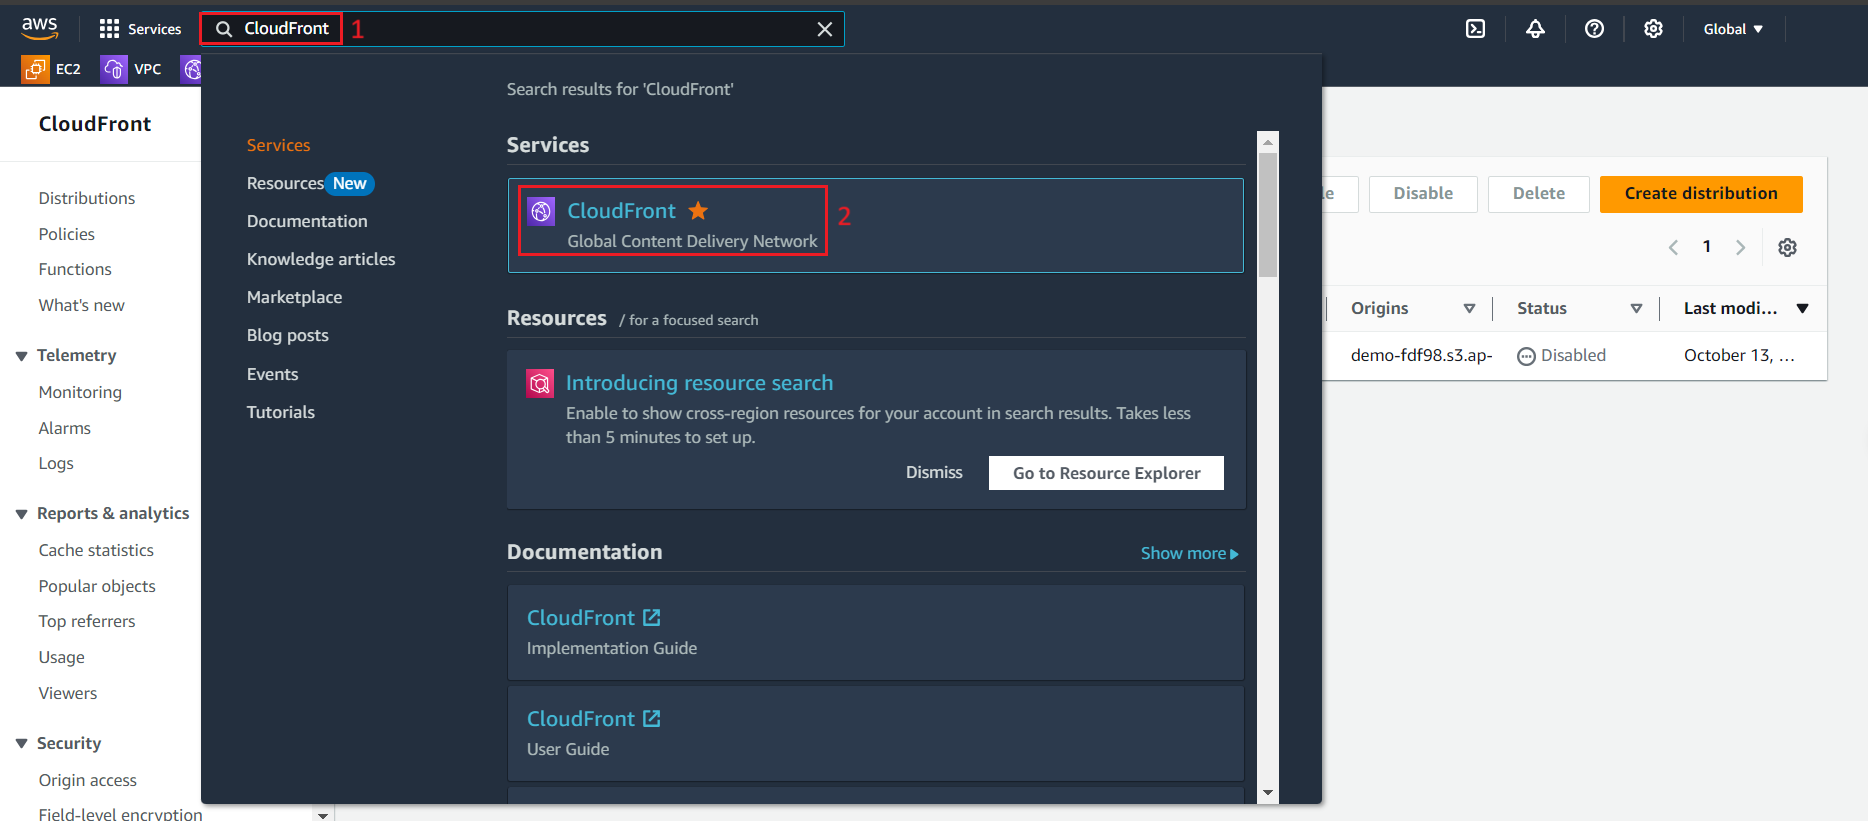 aws
Services
CloudFront
1
Global
EC2
VPC
CloudFront
Distributions
Policies
Functions
What's new
Telemetry
Monitoring
Alarms
Logs
Reports & analytics
Cache statistics
Popular objects
Top referrers
Usage
Viewers
Security
Origin access
Field-level encryption
Search results for 'CloudFront'
Services
Resources New
Documentation
Knowledge articles
Marketplace
Blog posts
Events
Tutorials
Services
CloudFront
2
Global Content Delivery Network
Resources / for a focused search
Introducing resource search
Enable to show cross-region resources for your account in search results. Takes less
than 5 minutes to set up.
Dismiss
Go to Resource Explorer
Documentation
Show more
CloudFront
Implementation Guide
CloudFront
User Guide
Disable
Delete
Create distribution
1
Origins
Status
Last modi...
demo-fdf98.s3.ap-
Disabled
October 13, ...